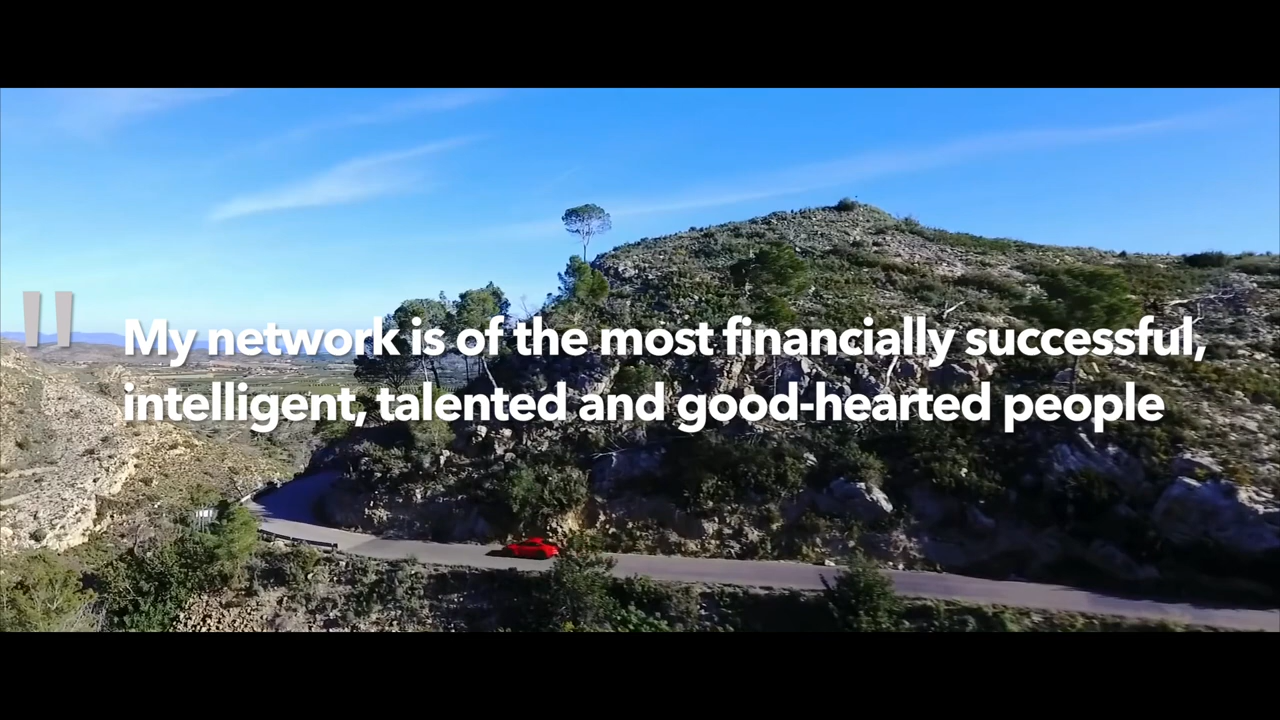 "
My network is of the most financially successful,
intelligent, talented and good-hearted people